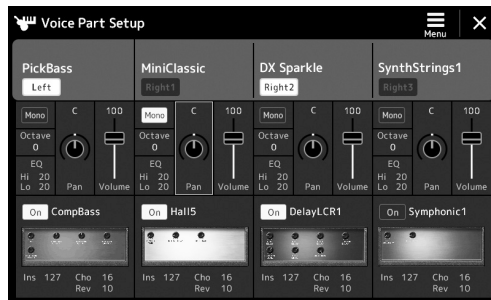 Voice Part Setup
Menu
PickBass MiniClassic DX Sparkle SynthStrings1
Left Right1 Right2 Right3
Mono C 100 Mono C 100 Mono C 100 Mono C 100
Octave Octave Octave Octave
0 0 0 0
EQ EQ EQ EQ
Hi 20 Hi 20 Hi 20 Hi 20
Lo 20 Pan Volume Lo 20 Pan Volume Lo 20 Pan Volume Lo 20 Pan Volume
On CompBass On Hall5 On DelayLCR1 On Symphonic1
Ins 127 Cho 16 Ins 127 Cho 16 Ins 127 Cho 16 Ins 127 Cho 16
Rev 10 Rev 10 Rev 10 Rev 10